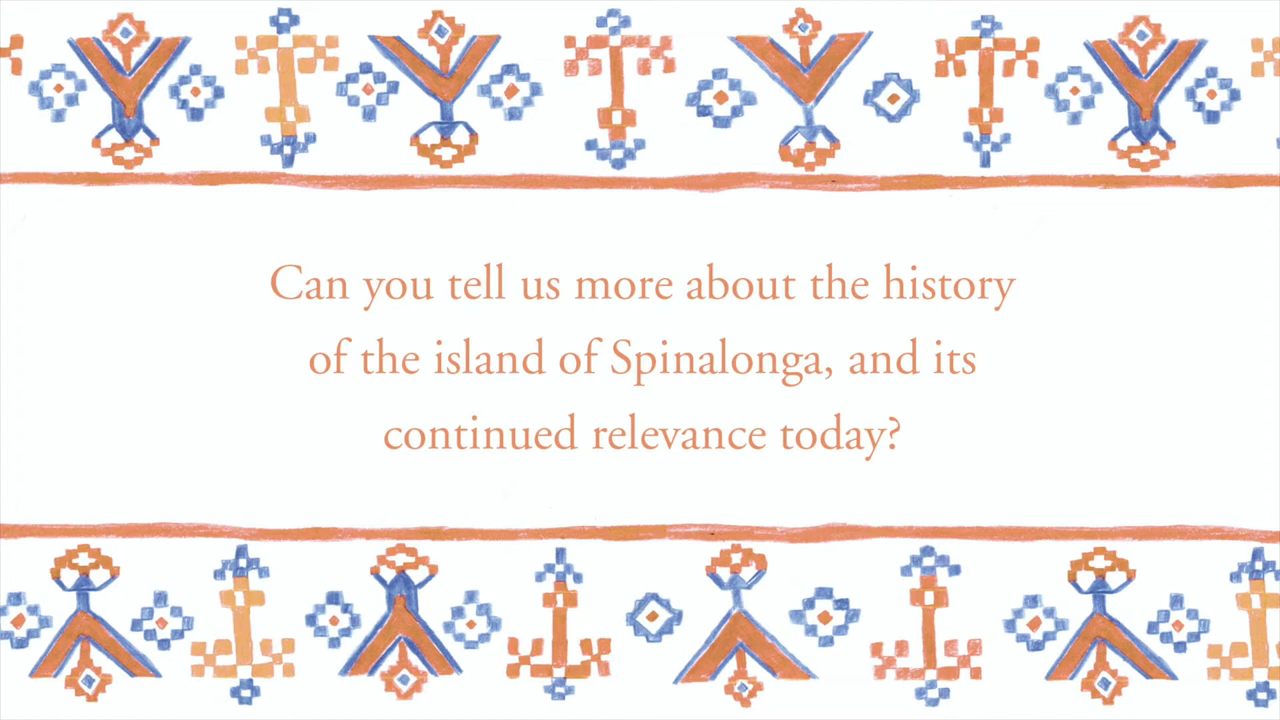 Can you tell us more about the history
of the island of Spinalonga, and its
continued relevance today?